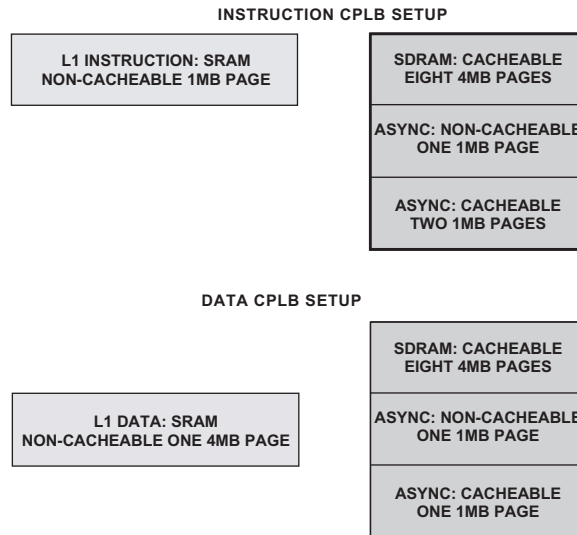 INSTRUCTION CPLB SETUP
L1 INSTRUCTION: SRAM
NON-CACHEABLE 1MB PAGE
SDRAM: CACHEABLE
EIGHT 4MB PAGES
ASYNC: NON-CACHEABLE
ONE 1MB PAGE
ASYNC: CACHEABLE
TWO 1MB PAGES
DATA CPLB SETUP
L1 DATA: SRAM
NON-CACHEABLE ONE 4MB PAGE
SDRAM: CACHEABLE
EIGHT 4MB PAGES
ASYNC: NON-CACHEABLE
ONE 1MB PAGE
ASYNC: CACHEABLE
ONE 1MB PAGE